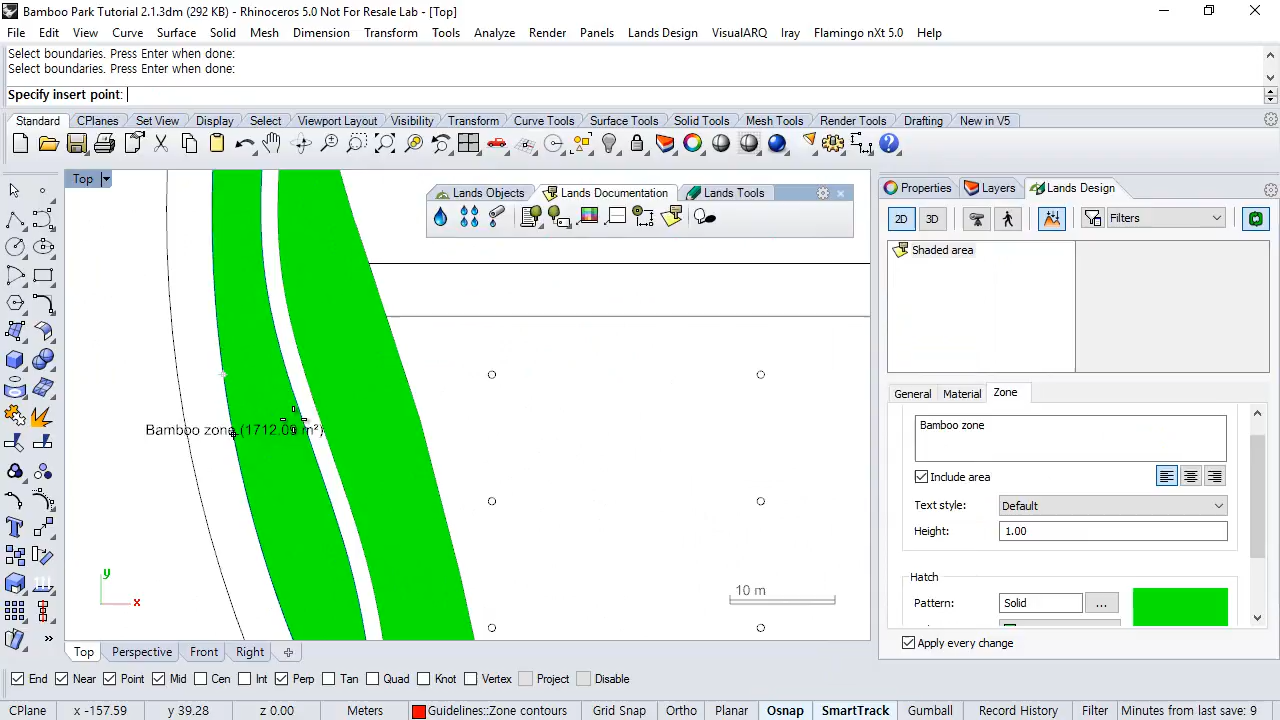 Bamboo Park Tutorial 2.1.3dm (292 KB) - Rhinoceros 5.0 Not For Resale Lab - [Top]
File Edit View Curve Surface Solid Mesh Dimension Transform Tools Analyze Render Panels Lands Design VisualARQ Iray Flamingo nXt 5.0 Help
Select boundaries. Press Enter when done:
Select boundaries. Press Enter when done:
Specify insert point:
Standard CPlanes Set View Display Select Viewport Layout Visibility Transform Curve Tools Surface Tools Solid Tools Mesh Tools Render Tools Drafting New in V5
Top
Lands Objects Lands Documentation Lands Tools
Properties Layers Lands Design
2D 3D Filters
Shaded area
General Material Zone
Bamboo zone
Include area
Text style: Default
Height: 1.00
Hatch
Pattern: Solid ...
Apply every change
Bamboo zone (1712.00 m²)
10 m
y
x
Top Perspective Front Right
End Near Point Mid Cen Int Perp Tan Quad Knot Vertex Project Disable
CPlane x -157.59 y 39.28 z 0.00 Meters Guidelines::Zone contours Grid Snap Ortho Planar Osnap SmartTrack Gumball Record History Filter Minutes from last save: 9